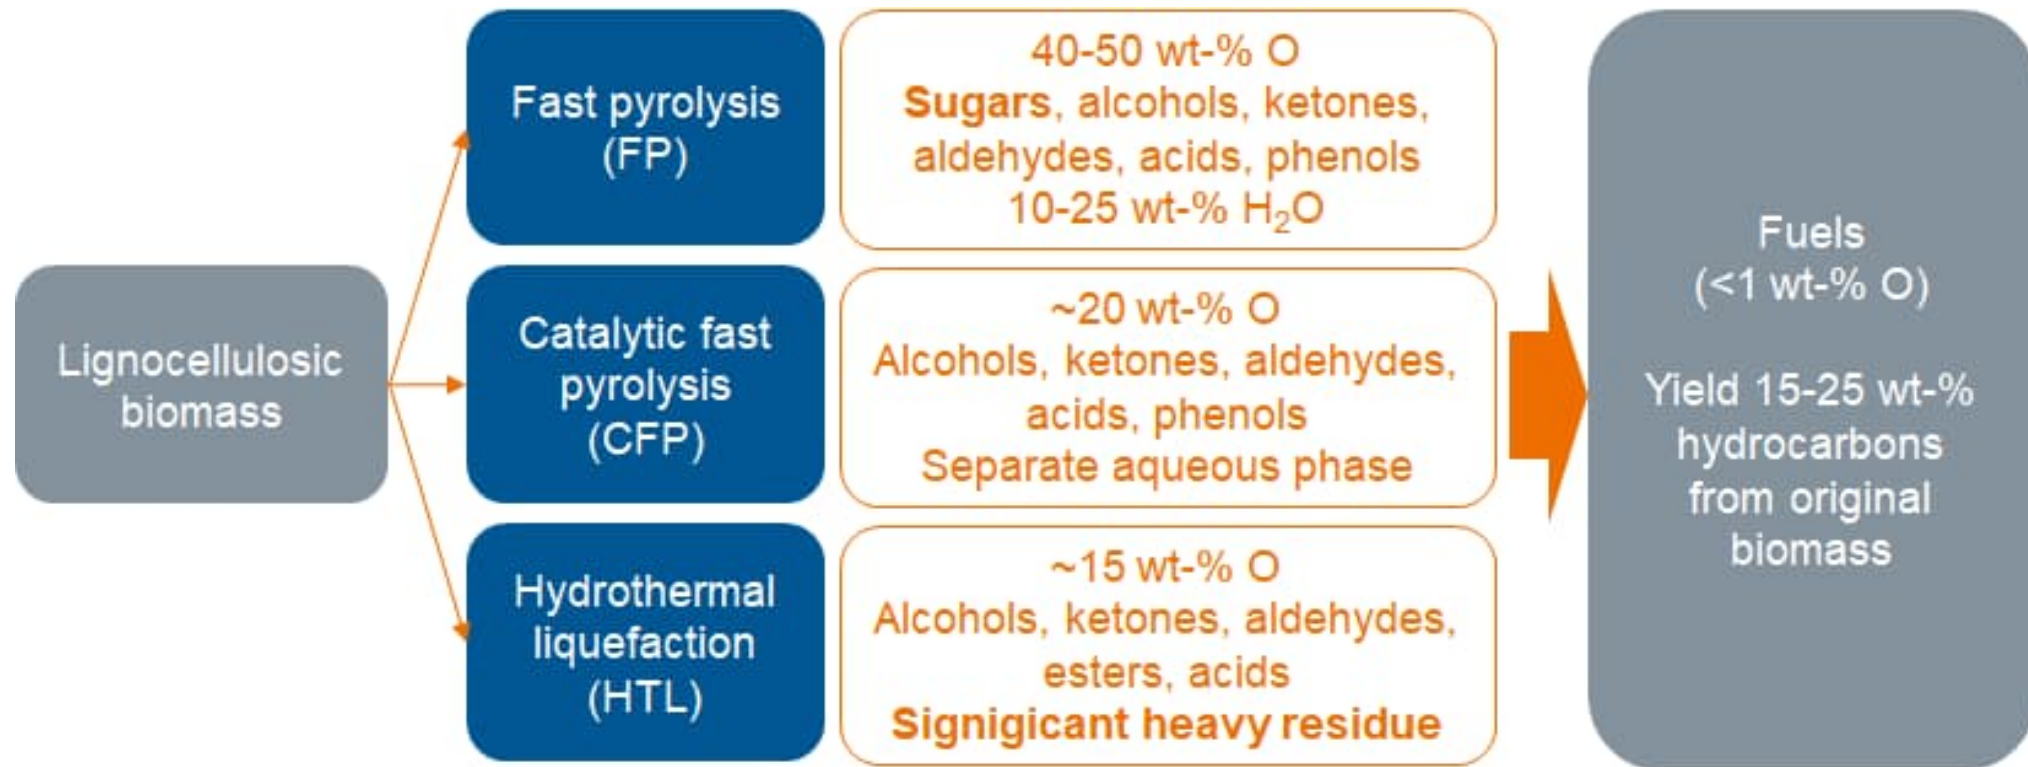 Lignocellulosic
biomass
Fast pyrolysis
(FP)
40-50 wt-% O
Sugars, alcohols, ketones,
aldehydes, acids, phenols
10-25 wt-% H₂O
Catalytic fast
pyrolysis
(CFP)
~20 wt-% O
Alcohols, ketones, aldehydes,
acids, phenols
Separate aqueous phase
Hydrothermal
liquefaction
(HTL)
~15 wt-% O
Alcohols, ketones, aldehydes,
esters, acids
Signigicant heavy residue
Fuels
(<1 wt-% O)
Yield 15-25 wt-%
hydrocarbons
from original
biomass